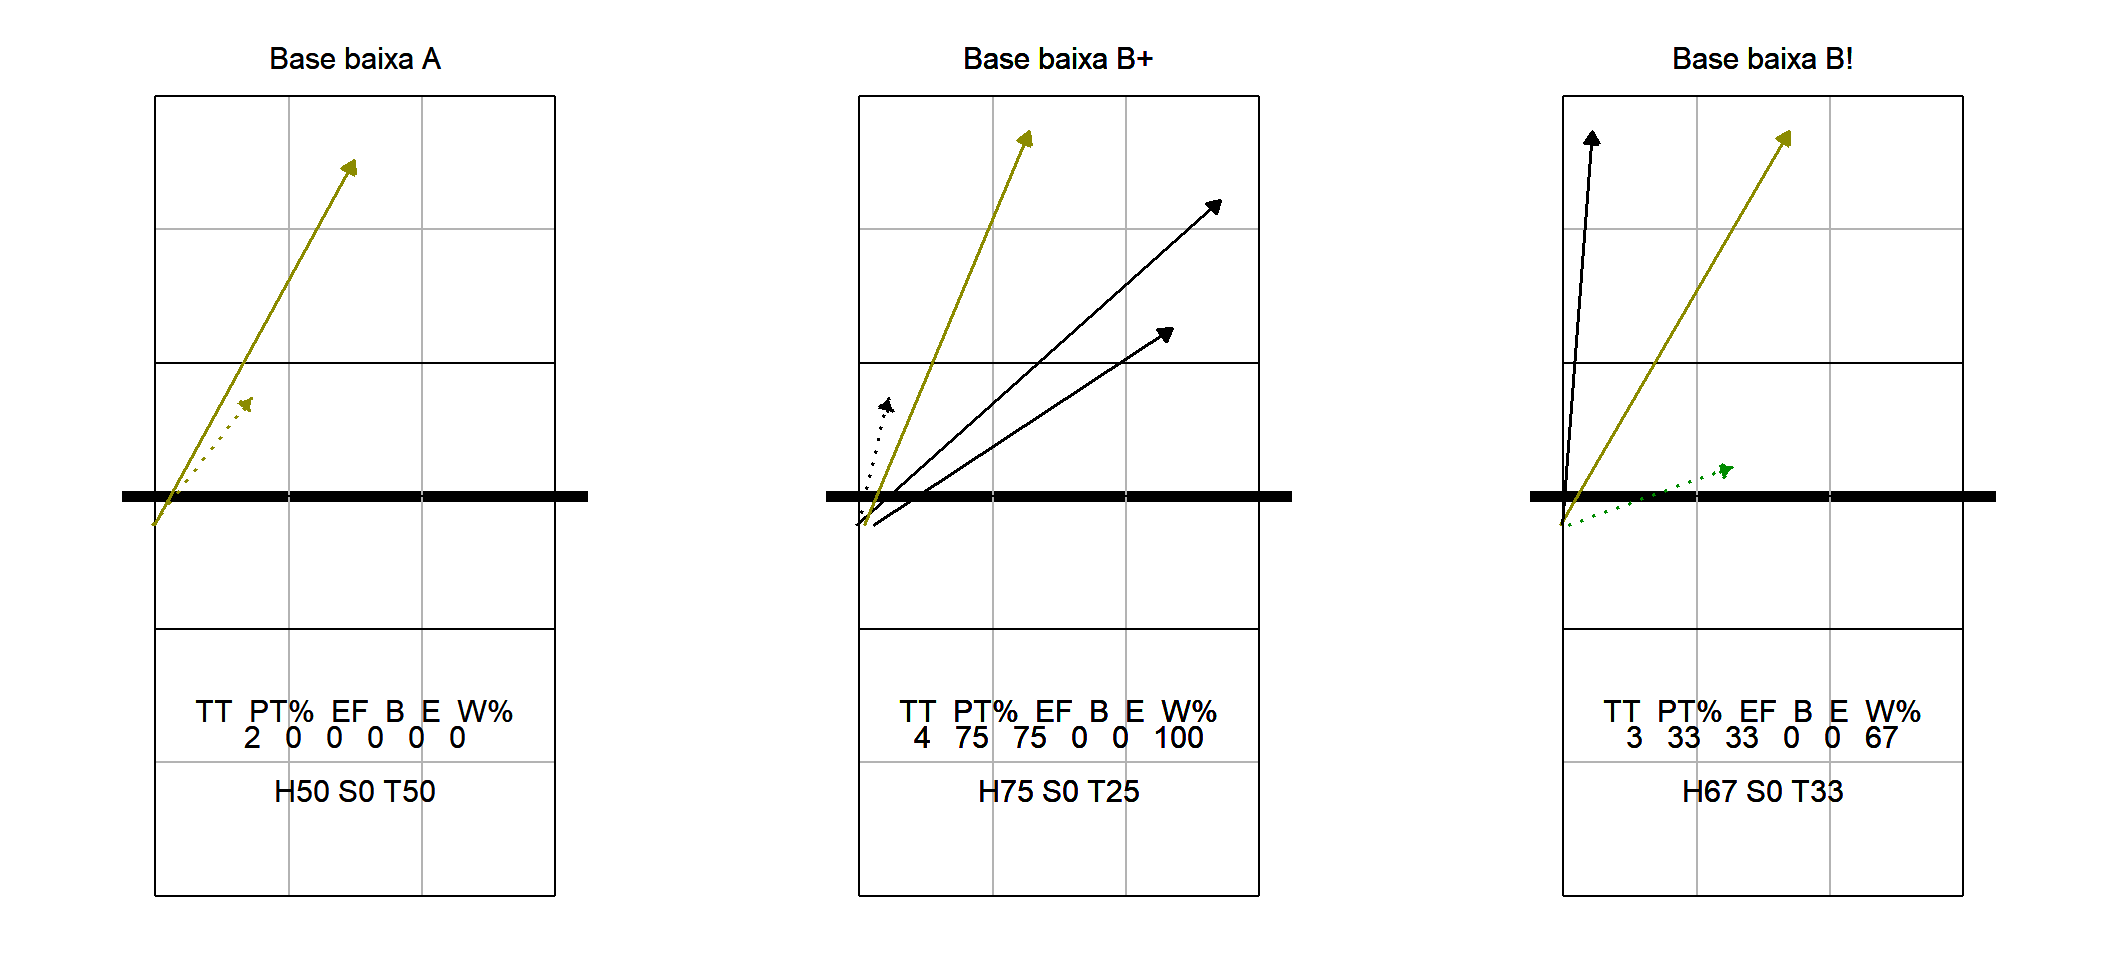 Base baixa A
TT PT% EF B E W%
2 0 0 0 0 0
H50 S0 T50
Base baixa B+
TT PT% EF B E W%
4 75 75 0 0 100
H75 S0 T25
Base baixa B!
TT PT% EF B E W%
3 33 33 0 0 67
H67 S0 T33